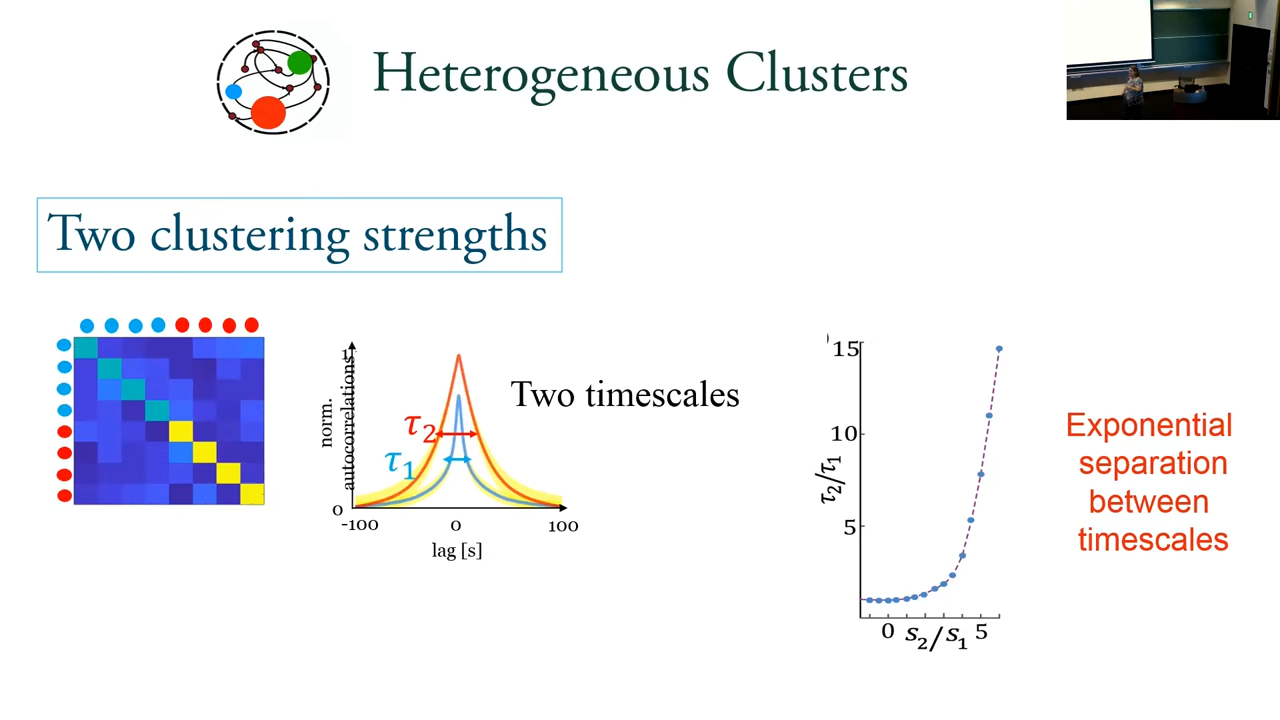 Heterogeneous Clusters
Two clustering strengths
norm.
autocorrelations
1
0
-100
0
100
lag [s]
τ2
τ1
Two timescales
15
10
5
τ2/τ1
0
s2/s1
5
Exponential
separation
between
timescales